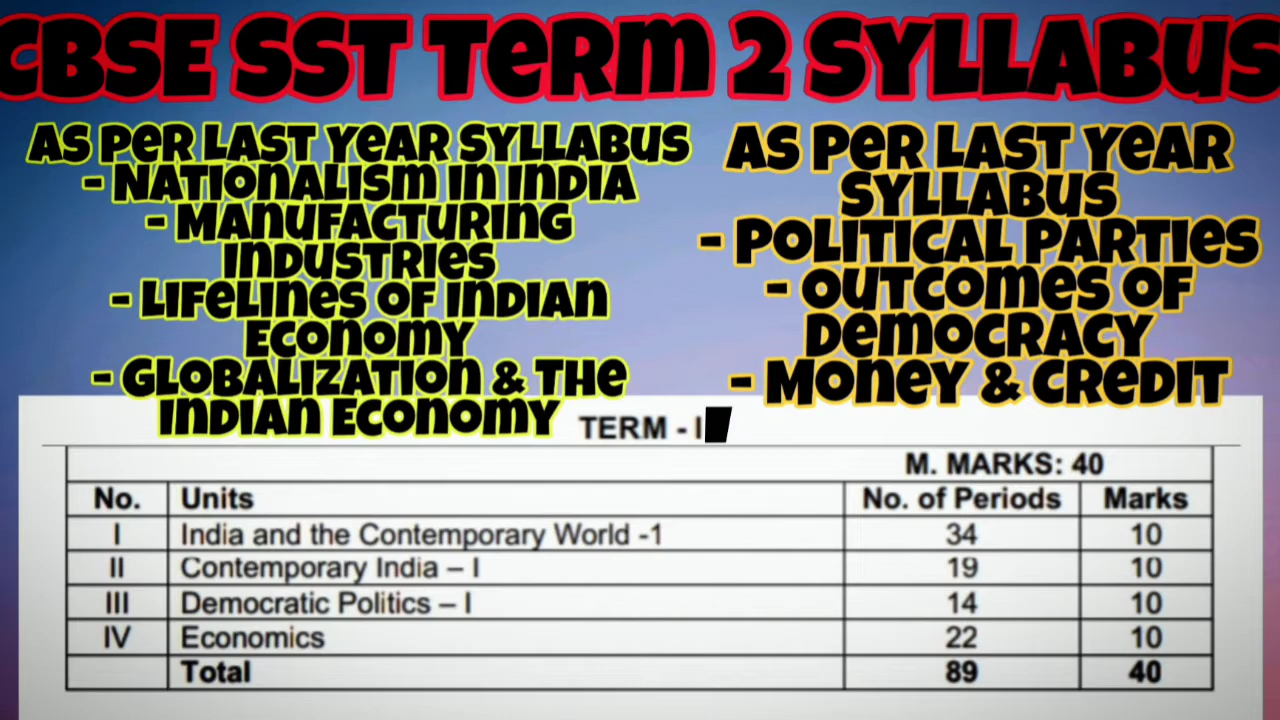 CBSE SST TERM 2 SYLLABUS
AS PER LAST YEAR SYLLABUS
- NATIONALISM IN INDIA
- MANUFACTURING
INDUSTRIES
- LIFELINES OF INDIAN
ECONOMY
- GLOBALIZATION & THE
INDIAN ECONOMY
AS PER LAST YEAR
SYLLABUS
- POLITICAL PARTIES
- OUTCOMES OF
DEMOCRACY
- MONEY & CREDIT
TERM - I
M. MARKS: 40
No. Units No. of Periods Marks
I India and the Contemporary World -1 34 10
II Contemporary India – I 19 10
III Democratic Politics – I 14 10
IV Economics 22 10
Total 89 40